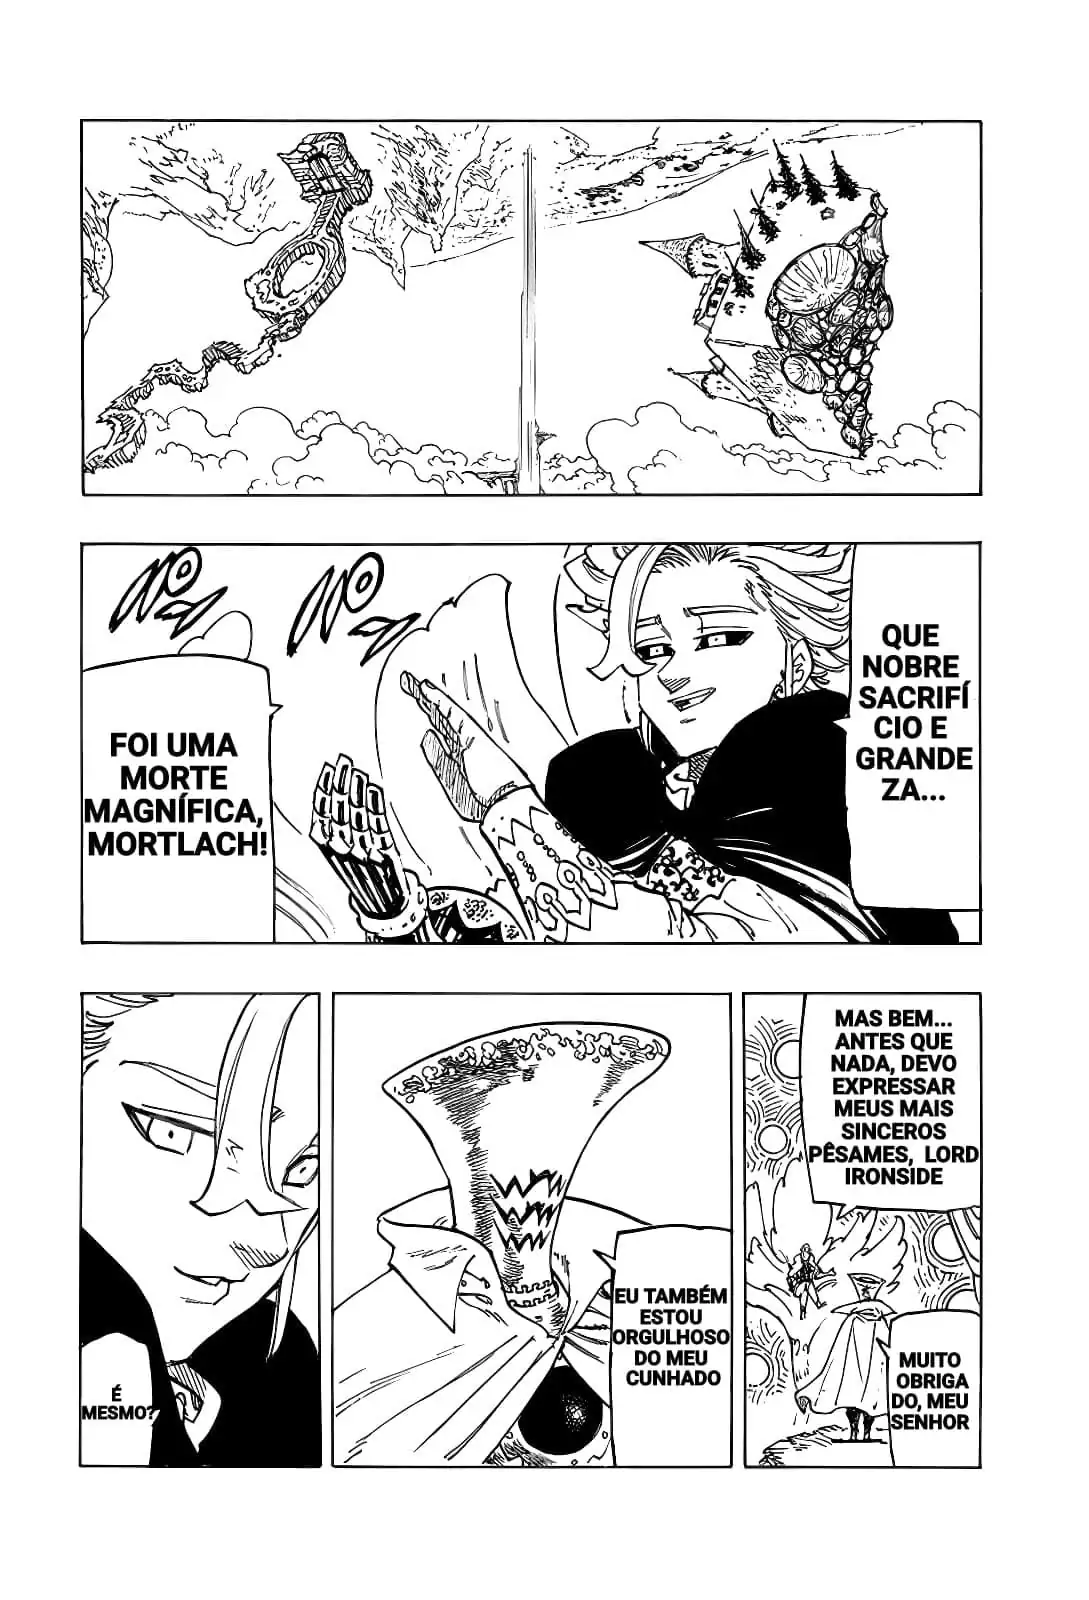 QUE
NOBRE
SACRIFÍ
CIO E
GRANDE
ZA...
FOI UMA
MORTE
MAGNÍFICA,
MORTLACH!
MAS BEM...
ANTES QUE
NADA, DEVO
EXPRESSAR
MEUS MAIS
SINCEROS
PÊSAMES, LORD
IRONSIDE
MUITO
OBRIGA
DO, MEU
SENHOR
EU TAMBÉM
ESTOU
ORGULHOSO
DO MEU
CUNHADO
É
MESMO?